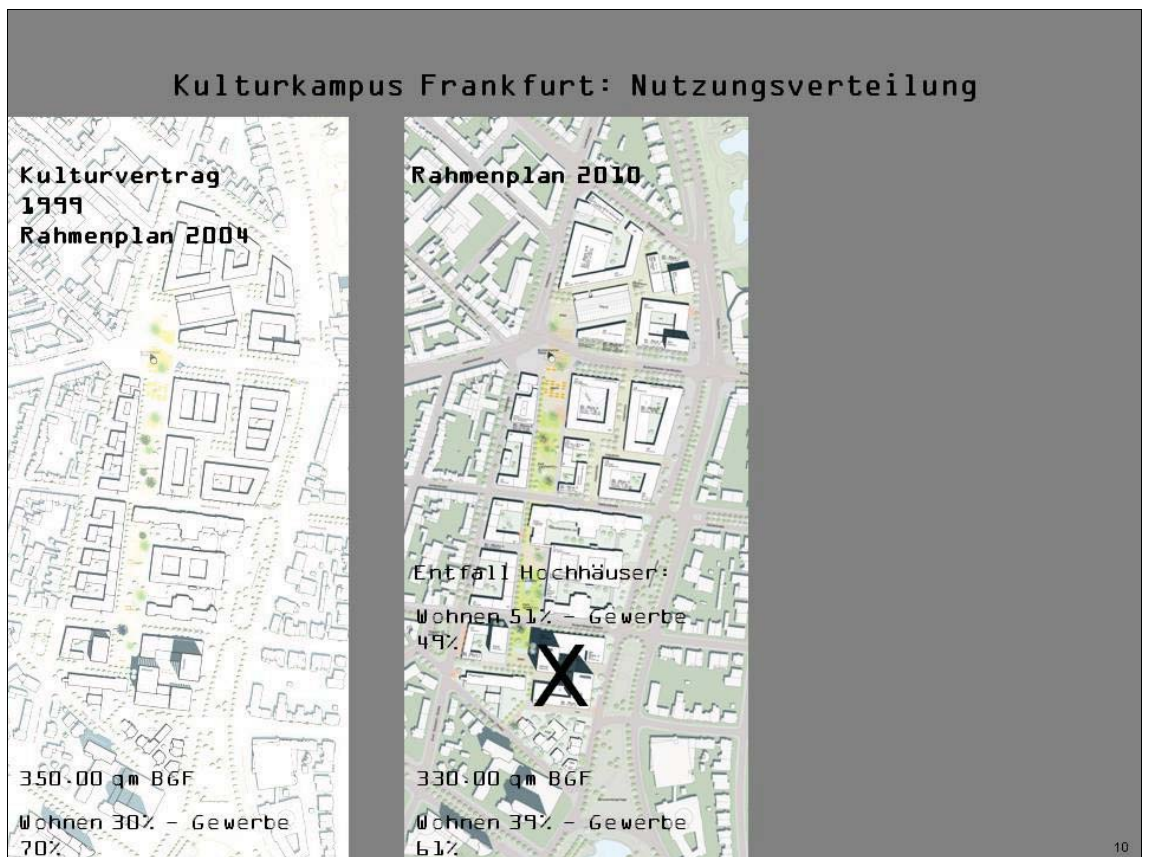 Kulturkampus Frankfurt: Nutzungsverteilung
Kulturvertrag
1999
Rahmenplan 2004
350.00 qm BGF
Wohnen 30% - Gewerbe
70%
Rahmenplan 2010
Entfall Hochhäuser:
Wohnen 51% - Gewerbe
49%
X
330.00 qm BGF
Wohnen 39% - Gewerbe
61%
10